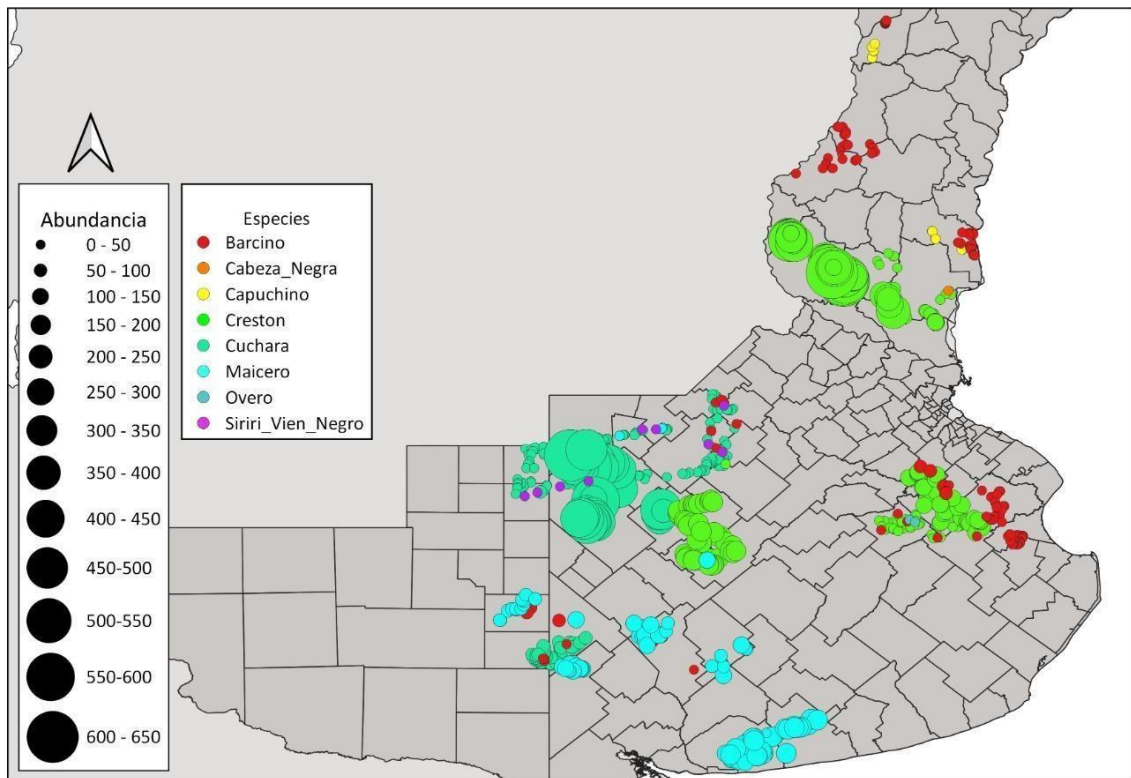 Abundancia
0 - 50
50 - 100
100 - 150
150 - 200
200 - 250
250 - 300
300 - 350
350 - 400
400 - 450
450-500
500-550
550-600
600 - 650
Especies
Barcino
Cabeza_Negra
Capuchino
Creston
Cuchara
Maicero
Overo
Siriri_Vien_Negro